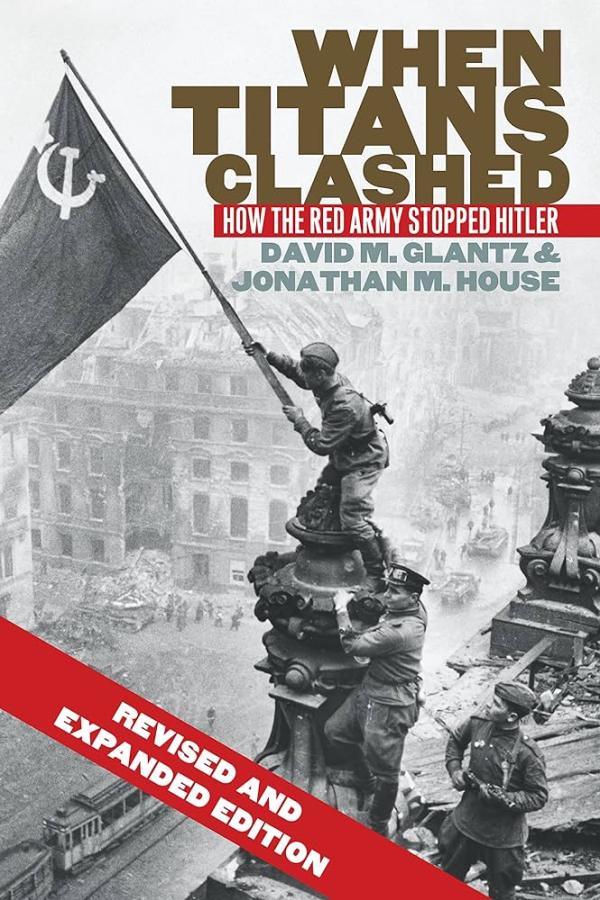 WHEN
TITANS
CLASHED
HOW THE RED ARMY STOPPED HITLER
DAVID M. GLANTZ &
JONATHAN M. HOUSE
REVISED AND
EXPANDED EDITION